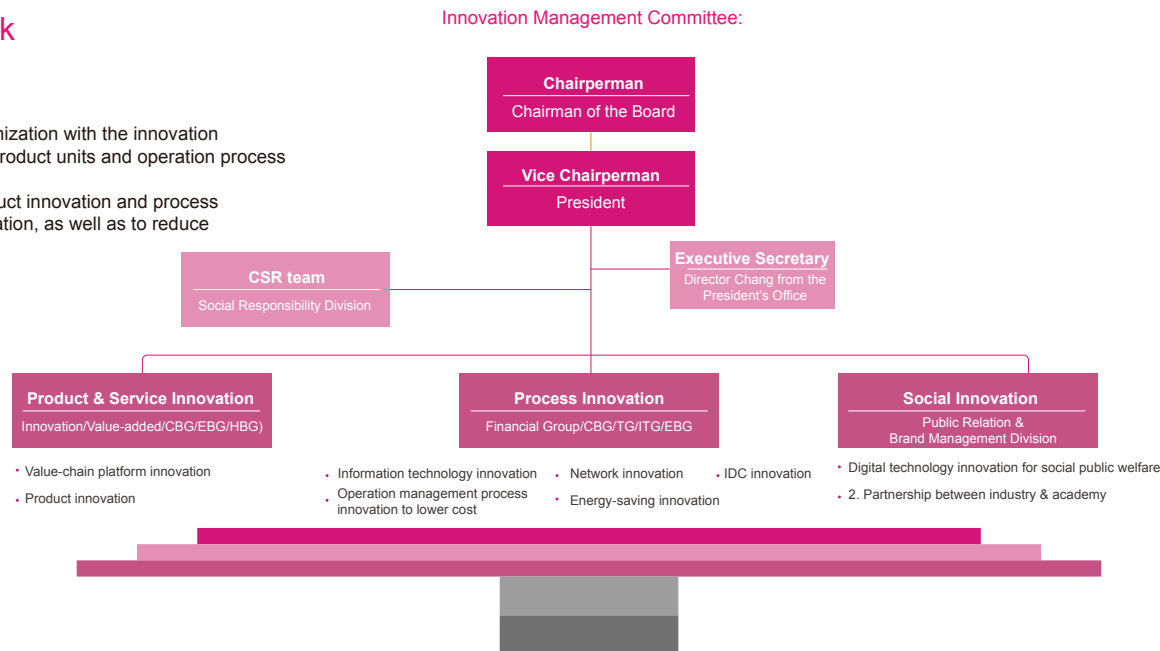 k
Innovation Management Committee:
nization with the innovation
roduct units and operation process
uct innovation and process
ation, as well as to reduce
Chairperman
Chairman of the Board
Vice Chairperman
President
CSR team
Social Responsibility Division
Executive Secretary
Director Chang from the
President's Office
Product & Service Innovation
Innovation/Value-added/CBG/EBG/HBG)
• Value-chain platform innovation
• Product innovation
Process Innovation
Financial Group/CBG/TG/ITG/EBG
• Information technology innovation
• Operation management process
innovation to lower cost
• Network innovation
• Energy-saving innovation
• IDC innovation
Social Innovation
Public Relation &
Brand Management Division
• Digital technology innovation for social public welfare
• 2. Partnership between industry & academy